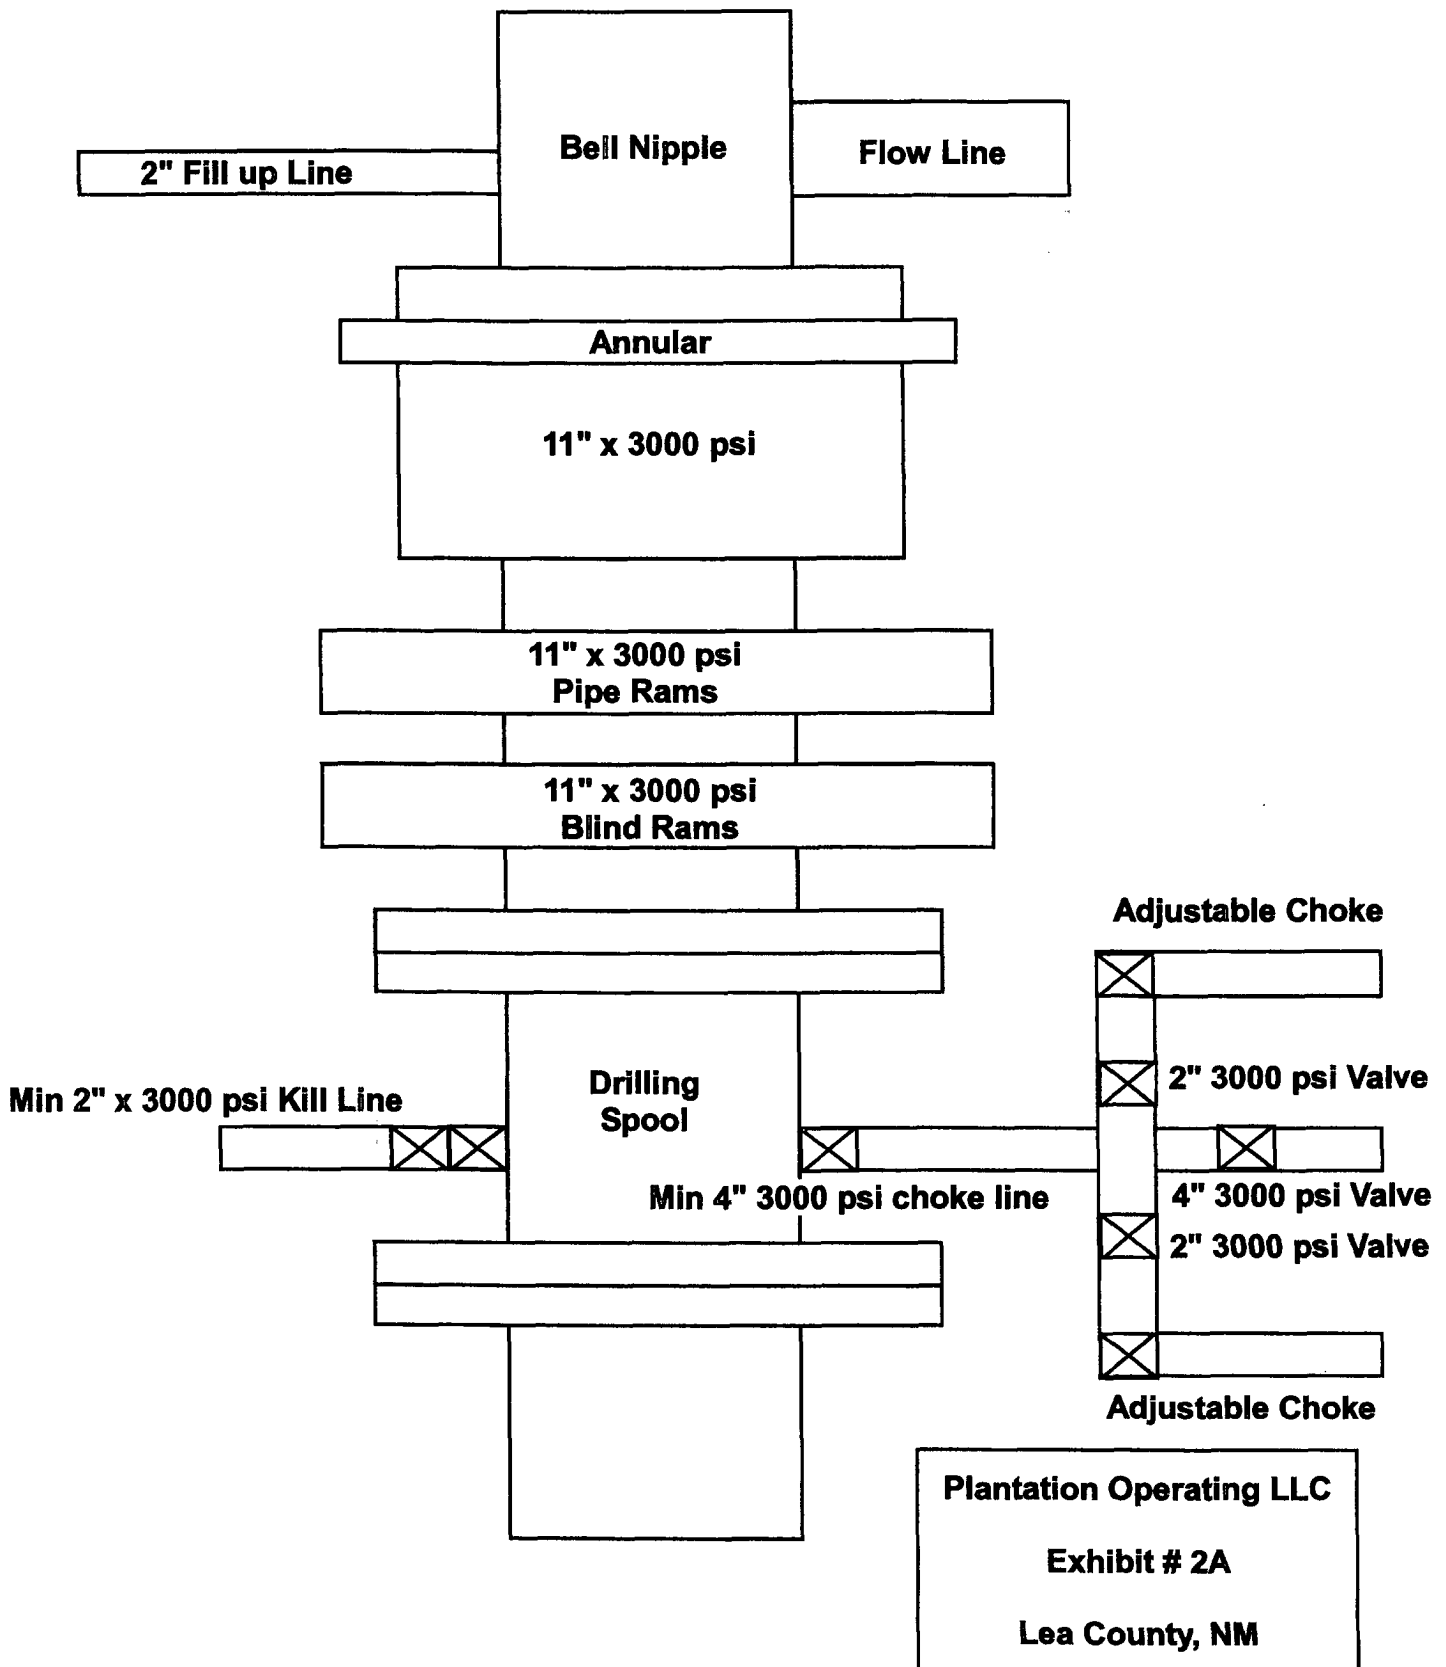 Bell Nipple
Flow Line
2" Fill up Line
Annular
11" x 3000 psi
11" x 3000 psi
Pipe Rams
11" x 3000 psi
Blind Rams
Adjustable Choke
Drilling
Spool
2" 3000 psi Valve
Min 2" x 3000 psi Kill Line
Min 4" 3000 psi choke line
4" 3000 psi Valve
2" 3000 psi Valve
Adjustable Choke
Plantation Operating LLC
Exhibit # 2A
Lea County, NM